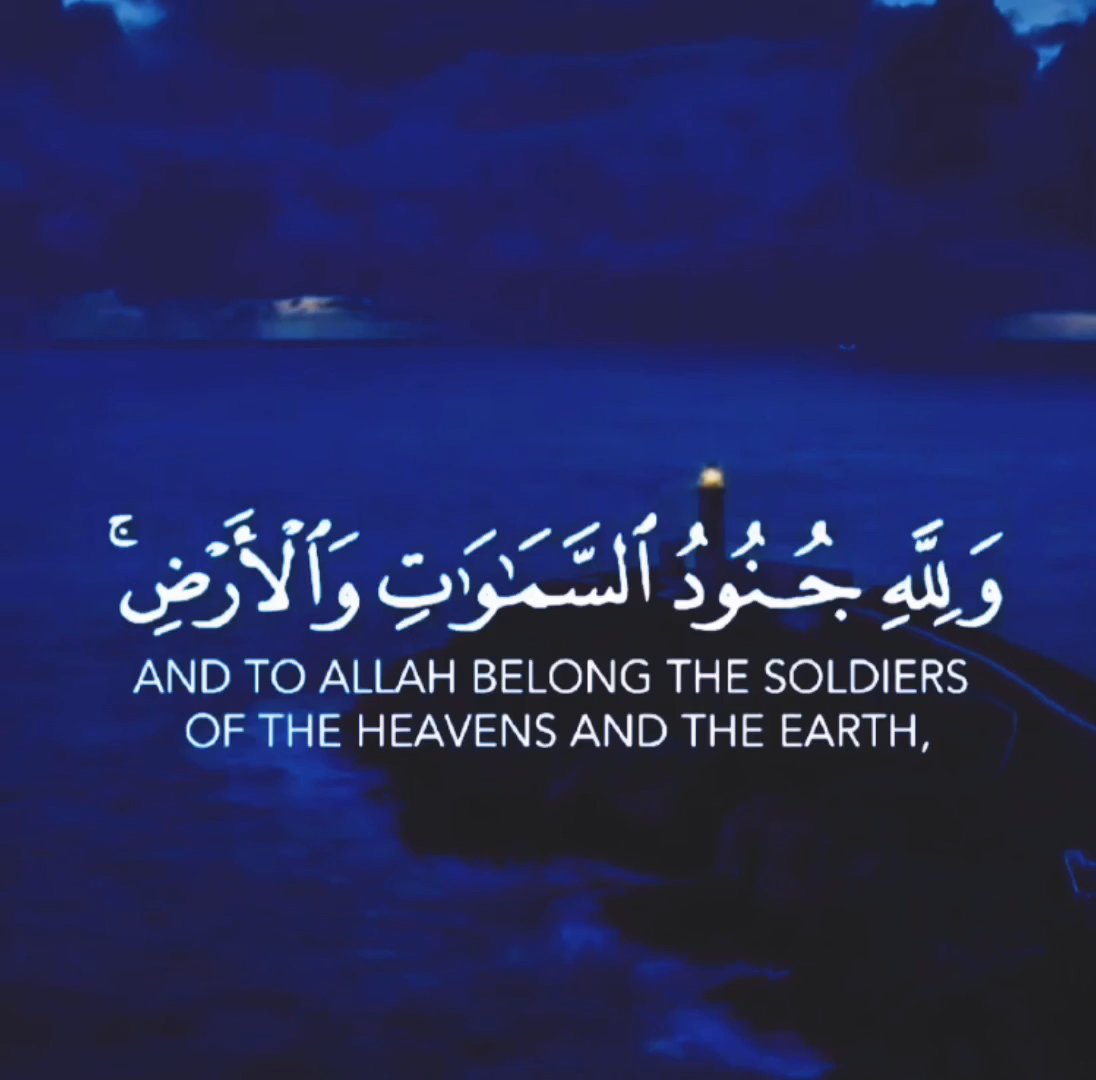 وَلِلَّهِ جُنُودُ ٱلسَّمَـٰوَٰتِ وَٱلْأَرْضِ ۚ
AND TO ALLAH BELONG THE SOLDIERS
OF THE HEAVENS AND THE EARTH,